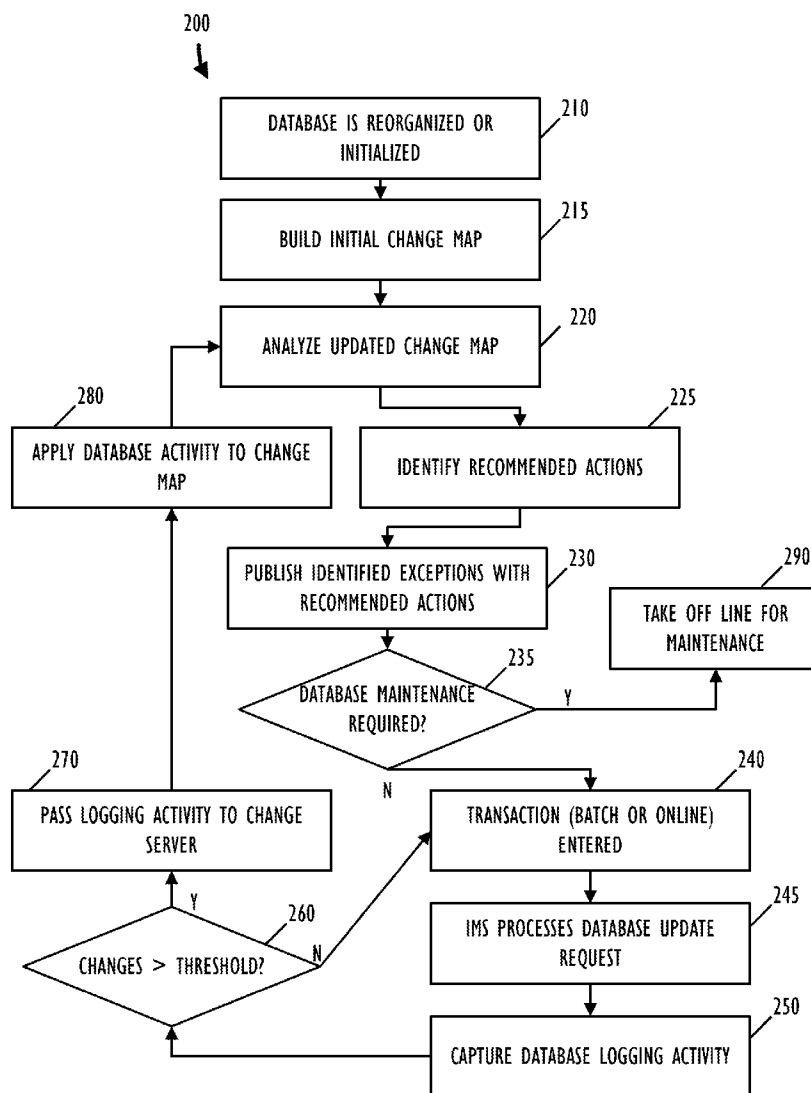 200
DATABASE IS REORGANIZED OR
INITIALIZED
210
BUILD INITIAL CHANGE MAP
215
ANALYZE UPDATED CHANGE MAP
220
280
APPLY DATABASE ACTIVITY TO CHANGE
MAP
225
IDENTIFY RECOMMENDED ACTIONS
PUBLISH IDENTIFIED EXCEPTIONS WITH
RECOMMENDED ACTIONS
230
290
TAKE OFF LINE FOR
MAINTENANCE
235
DATABASE MAINTENANCE
REQUIRED?
Y
N
270
PASS LOGGING ACTIVITY TO CHANGE
SERVER
240
TRANSACTION (BATCH OR ONLINE)
ENTERED
Y
260
CHANGES > THRESHOLD?
N
245
IMS PROCESSES DATABASE UPDATE
REQUEST
250
CAPTURE DATABASE LOGGING ACTIVITY